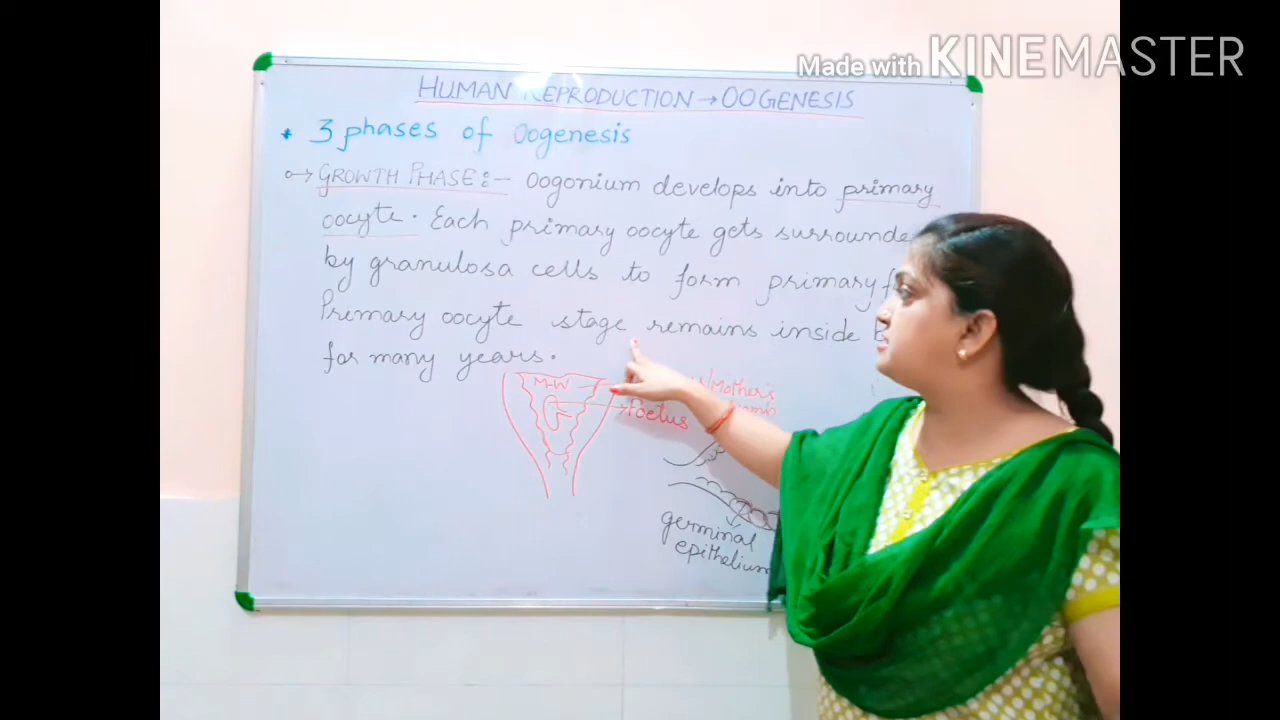 Made with KINEMASTER
HUMAN REPRODUCTION → OOGENESIS
* 3 phases of Oogenesis
GROWTH PHASE:- Oogonium develops into primary
oocyte. Each primary oocyte gets surrounde
by granulosa cells to form primary
Primary oocyte stage remains inside
for many years.
M.W
/Mother's
Foetus
germinal
epithelium